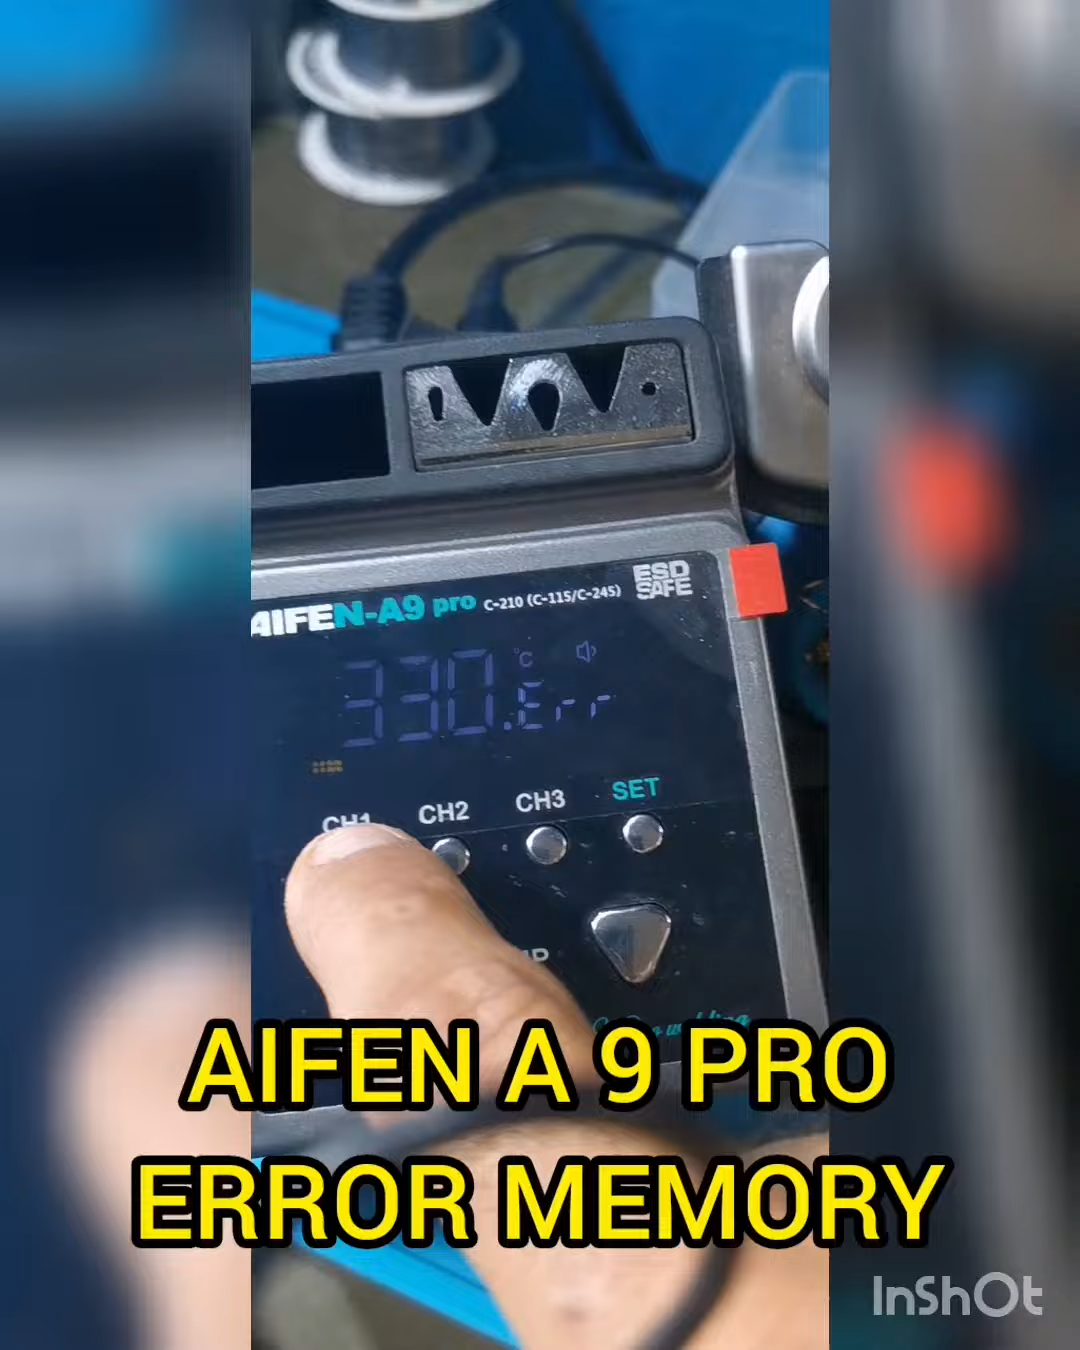 ESD
SAFE
AIFEN-A9 pro C-210 (C-115/C-245)
°C
330.Err
CH1 CH2 CH3 SET
AIFEN A 9 PRO
ERROR MEMORY
InShOt